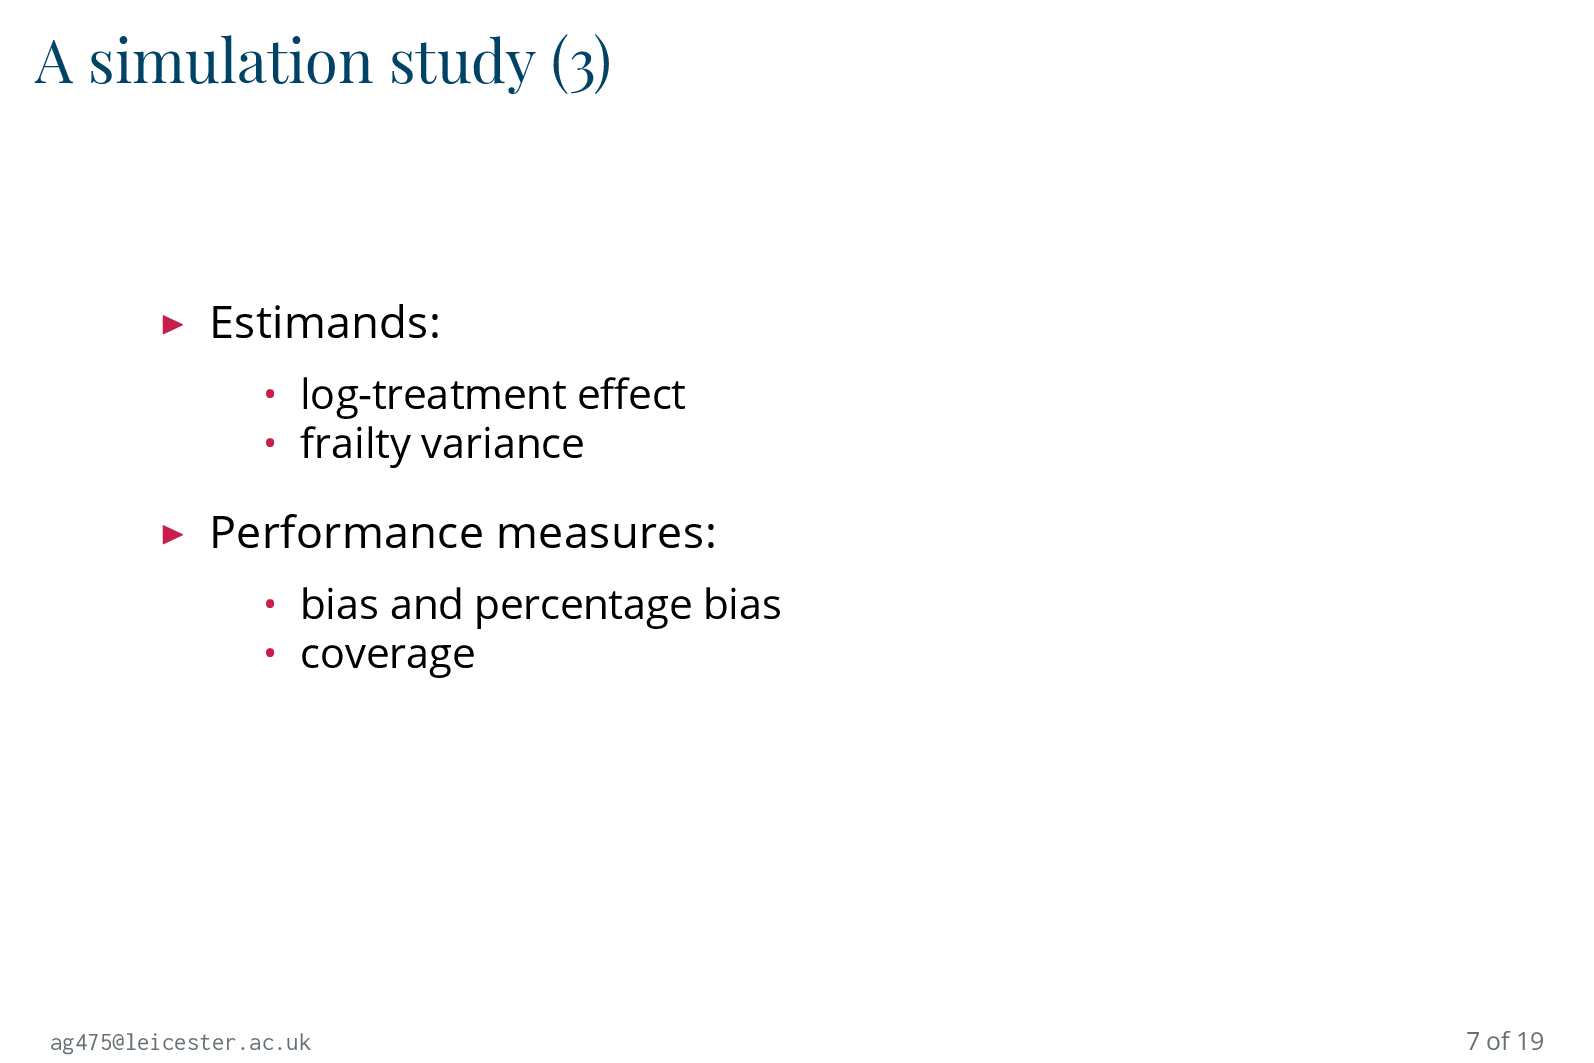 A simulation study (3)
▶ Estimands:
• log-treatment effect
• frailty variance
▶ Performance measures:
• bias and percentage bias
• coverage
ag475@leicester.ac.uk
7 of 19